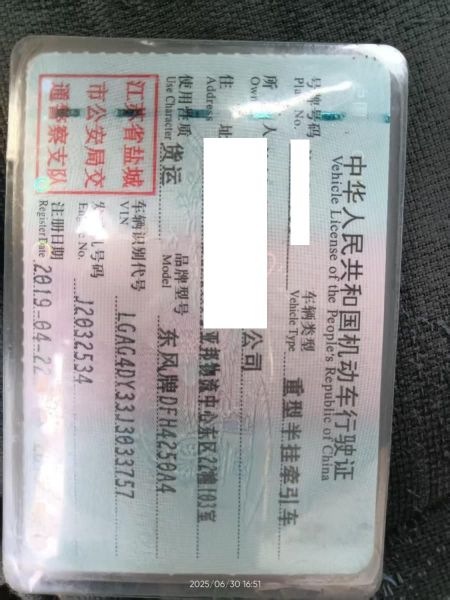 中华人民共和国机动车行驶证
Vehicle License of the People's Republic of China
号牌号码
Plate No.
车辆类型
Vehicle Type
重型半挂牵引车
所 人
Owner
公司
住 址
Address
亚邦物流中心东区22幢103室
使用性质
Use Character
货运
品牌型号
Model
东风牌DFH4250A4
江苏省盐城
市公安局交
通警察支队
车辆识别代号
VIN
LGAG4DY33J3033757
发动机号码
Engine No.
J2032534
注册日期
Register Date
2019-04-22
2025/06/30 16:51